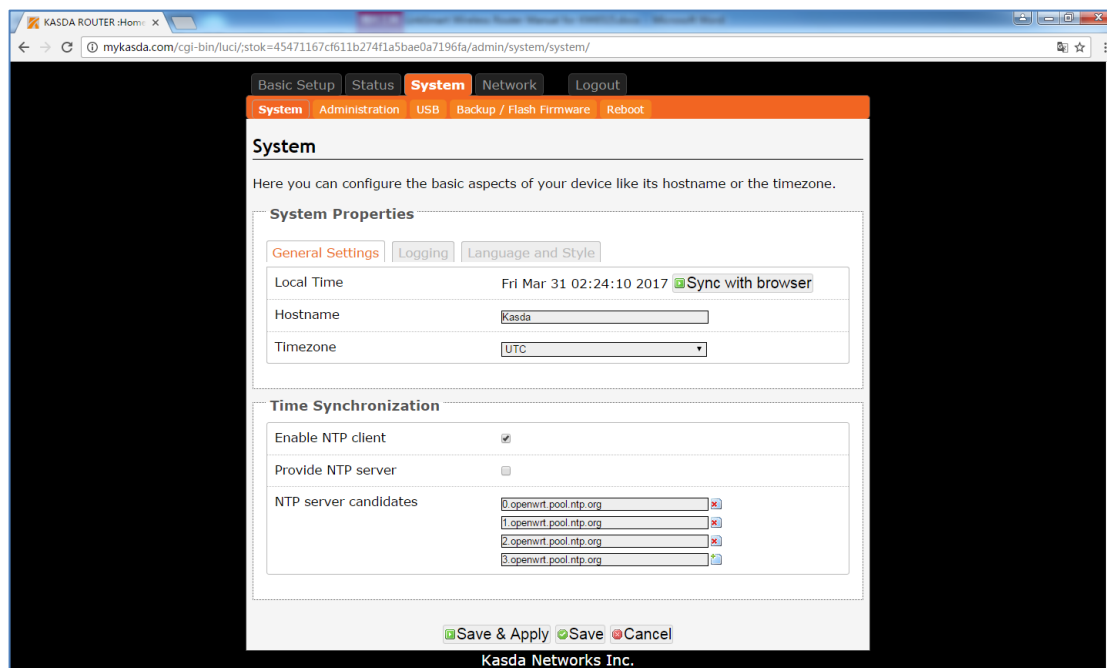 KASDA ROUTER :Home
mykasda.com/cgi-bin/luci/;stok=45471167cf611b274f1a5bae0a7196fa/admin/system/system/
Basic Setup Status System Network Logout
System Administration USB Backup / Flash Firmware Reboot
System
Here you can configure the basic aspects of your device like its hostname or the timezone.
System Properties
General Settings Logging Language and Style
Local Time Fri Mar 31 02:24:10 2017 Sync with browser
Hostname Kasda
Timezone UTC
Time Synchronization
Enable NTP client
Provide NTP server
NTP server candidates 0.openwrt.pool.ntp.org
1.openwrt.pool.ntp.org
2.openwrt.pool.ntp.org
3.openwrt.pool.ntp.org
Save & Apply Save Cancel
Kasda Networks Inc.